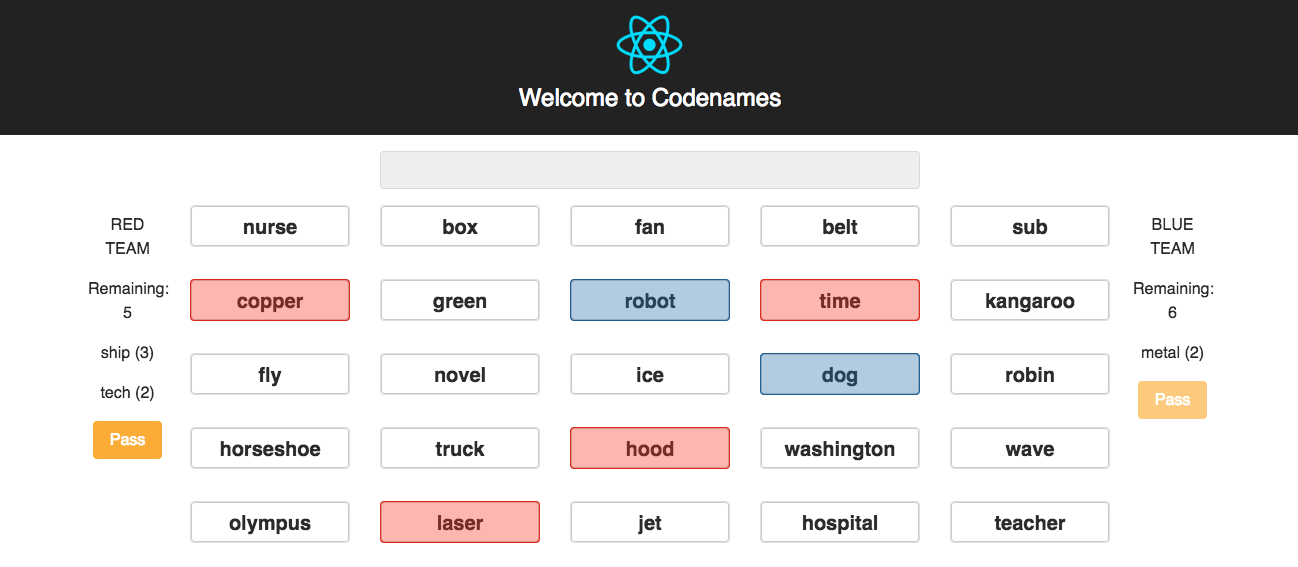 Welcome to Codenames
RED
TEAM
Remaining:
5
ship (3)
tech (2)
Pass
nurse
box
fan
belt
sub
copper
green
robot
time
kangaroo
fly
novel
ice
dog
robin
horseshoe
truck
hood
washington
wave
olympus
laser
jet
hospital
teacher
BLUE
TEAM
Remaining:
6
metal (2)
Pass